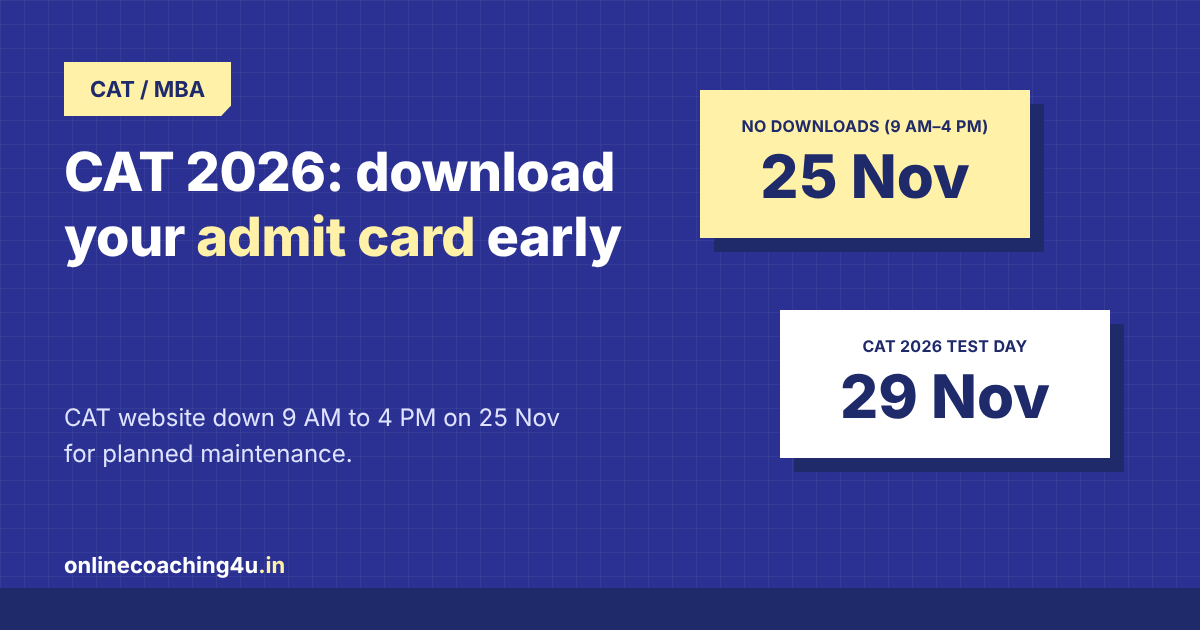 CAT / MBA
CAT 2026: download
your admit card early
CAT website down 9 AM to 4 PM on 25 Nov
for planned maintenance.
onlinecoaching4u.in
NO DOWNLOADS (9 AM–4 PM)
25 Nov
CAT 2026 TEST DAY
29 Nov